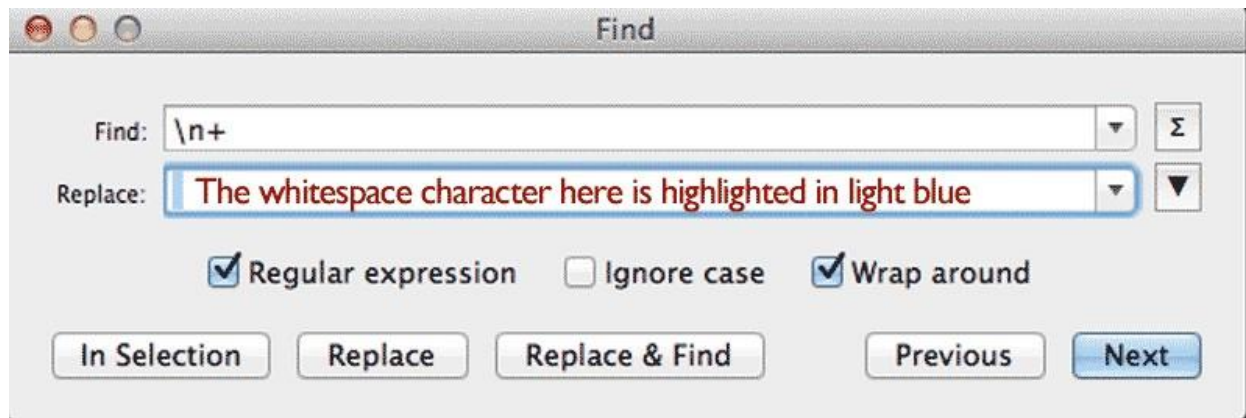 Find
Find: \n+ Σ
Replace: The whitespace character here is highlighted in light blue
Regular expression Ignore case Wrap around
In Selection Replace Replace & Find Previous Next